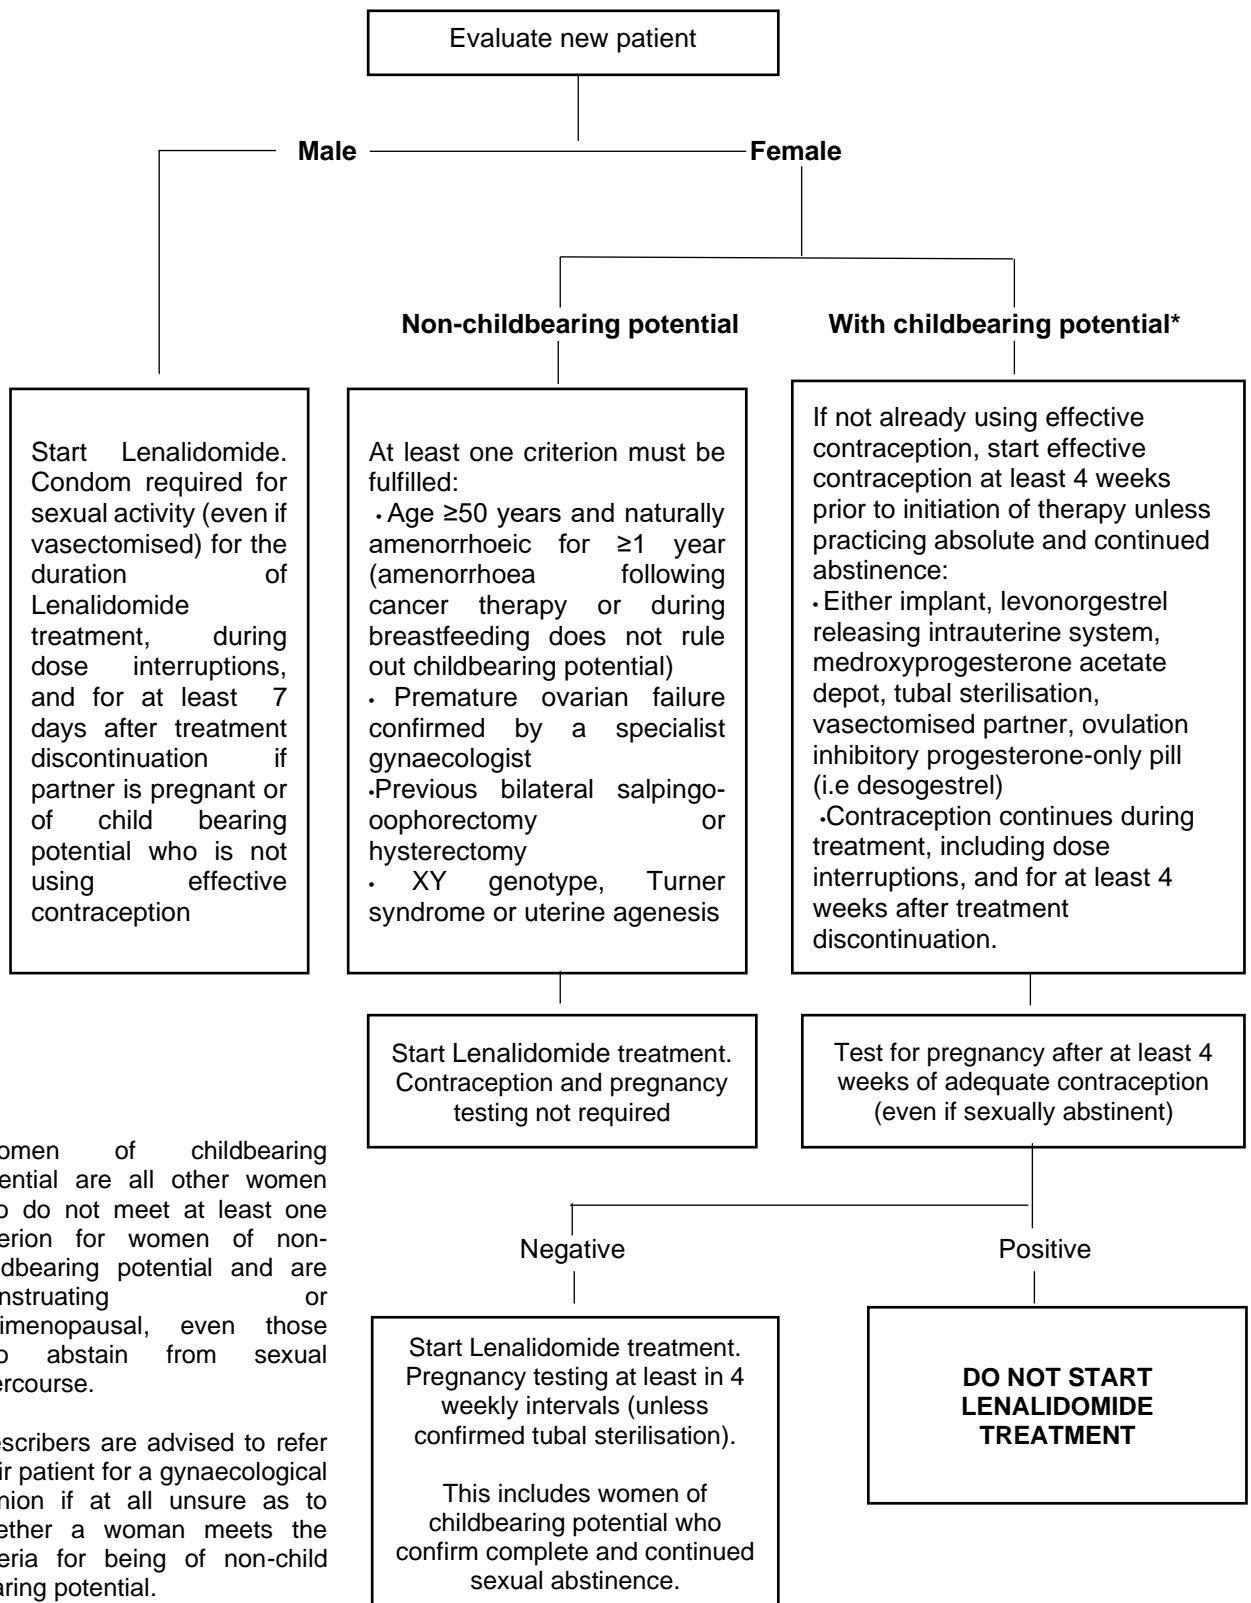 Evaluate new patient
Male
Female
Non-childbearing potential
With childbearing potential*
Start Lenalidomide.
Condom required for
sexual activity (even if
vasectomised) for the
duration of
Lenalidomide
treatment, during
dose interruptions,
and for at least 7
days after treatment
discontinuation if
partner is pregnant or
of child bearing
potential who is not
using effective
contraception
At least one criterion must be
fulfilled:
• Age ≥50 years and naturally
amenorrhoeic for ≥1 year
(amenorrhoea following
cancer therapy or during
breastfeeding does not rule
out childbearing potential)
• Premature ovarian failure
confirmed by a specialist
gynaecologist
•Previous bilateral salpingo-
oophorectomy or
hysterectomy
• XY genotype, Turner
syndrome or uterine agenesis
If not already using effective
contraception, start effective
contraception at least 4 weeks
prior to initiation of therapy unless
practicing absolute and continued
abstinence:
• Either implant, levonorgestrel
releasing intrauterine system,
medroxyprogesterone acetate
depot, tubal sterilisation,
vasectomised partner, ovulation
inhibitory progesterone-only pill
(i.e desogestrel)
•Contraception continues during
treatment, including dose
interruptions, and for at least 4
weeks after treatment
discontinuation.
Start Lenalidomide treatment.
Contraception and pregnancy
testing not required
Test for pregnancy after at least 4
weeks of adequate contraception
(even if sexually abstinent)
omen of childbearing
ential are all other women
o do not meet at least one
erion for women of non-
ldbearing potential and are
nstruating or
imenopausal, even those
o abstain from sexual
ercourse.
escribers are advised to refer
ir patient for a gynaecological
nion if at all unsure as to
ether a woman meets the
eria for being of non-child
aring potential.
Negative
Positive
Start Lenalidomide treatment.
Pregnancy testing at least in 4
weekly intervals (unless
confirmed tubal sterilisation).
This includes women of
childbearing potential who
confirm complete and continued
sexual abstinence.
DO NOT START
LENALIDOMIDE
TREATMENT